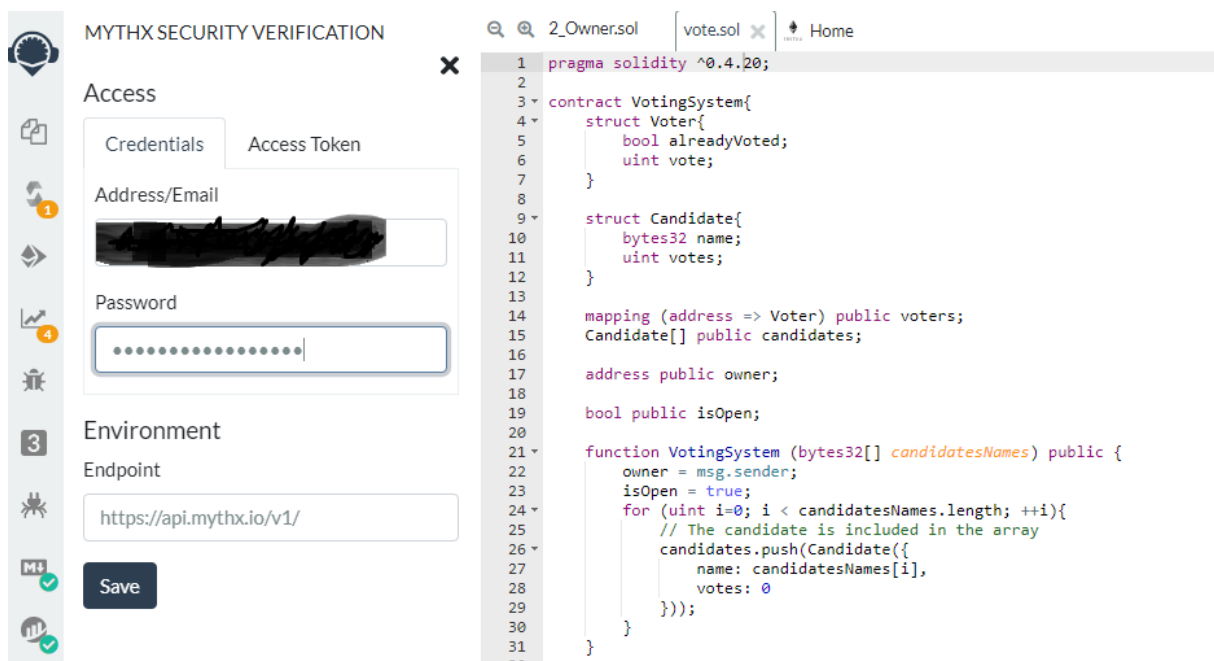 MYTHX SECURITY VERIFICATION
Access
Credentials Access Token
Address/Email
Password
•••••••••••••••••
Environment
Endpoint
https://api.mythx.io/v1/
Save
1
4
3
M
2_Owner.sol vote.sol Home
1 pragma solidity ^0.4.20;
2
3 contract VotingSystem{
4 struct Voter{
5 bool alreadyVoted;
6 uint vote;
7 }
8
9 struct Candidate{
10 bytes32 name;
11 uint votes;
12 }
13
14 mapping (address => Voter) public voters;
15 Candidate[] public candidates;
16
17 address public owner;
18
19 bool public isOpen;
20
21 function VotingSystem (bytes32[] candidatesNames) public {
22 owner = msg.sender;
23 isOpen = true;
24 for (uint i=0; i < candidatesNames.length; ++i){
25 // The candidate is included in the array
26 candidates.push(Candidate({
27 name: candidatesNames[i],
28 votes: 0
29 }));
30 }
31 }